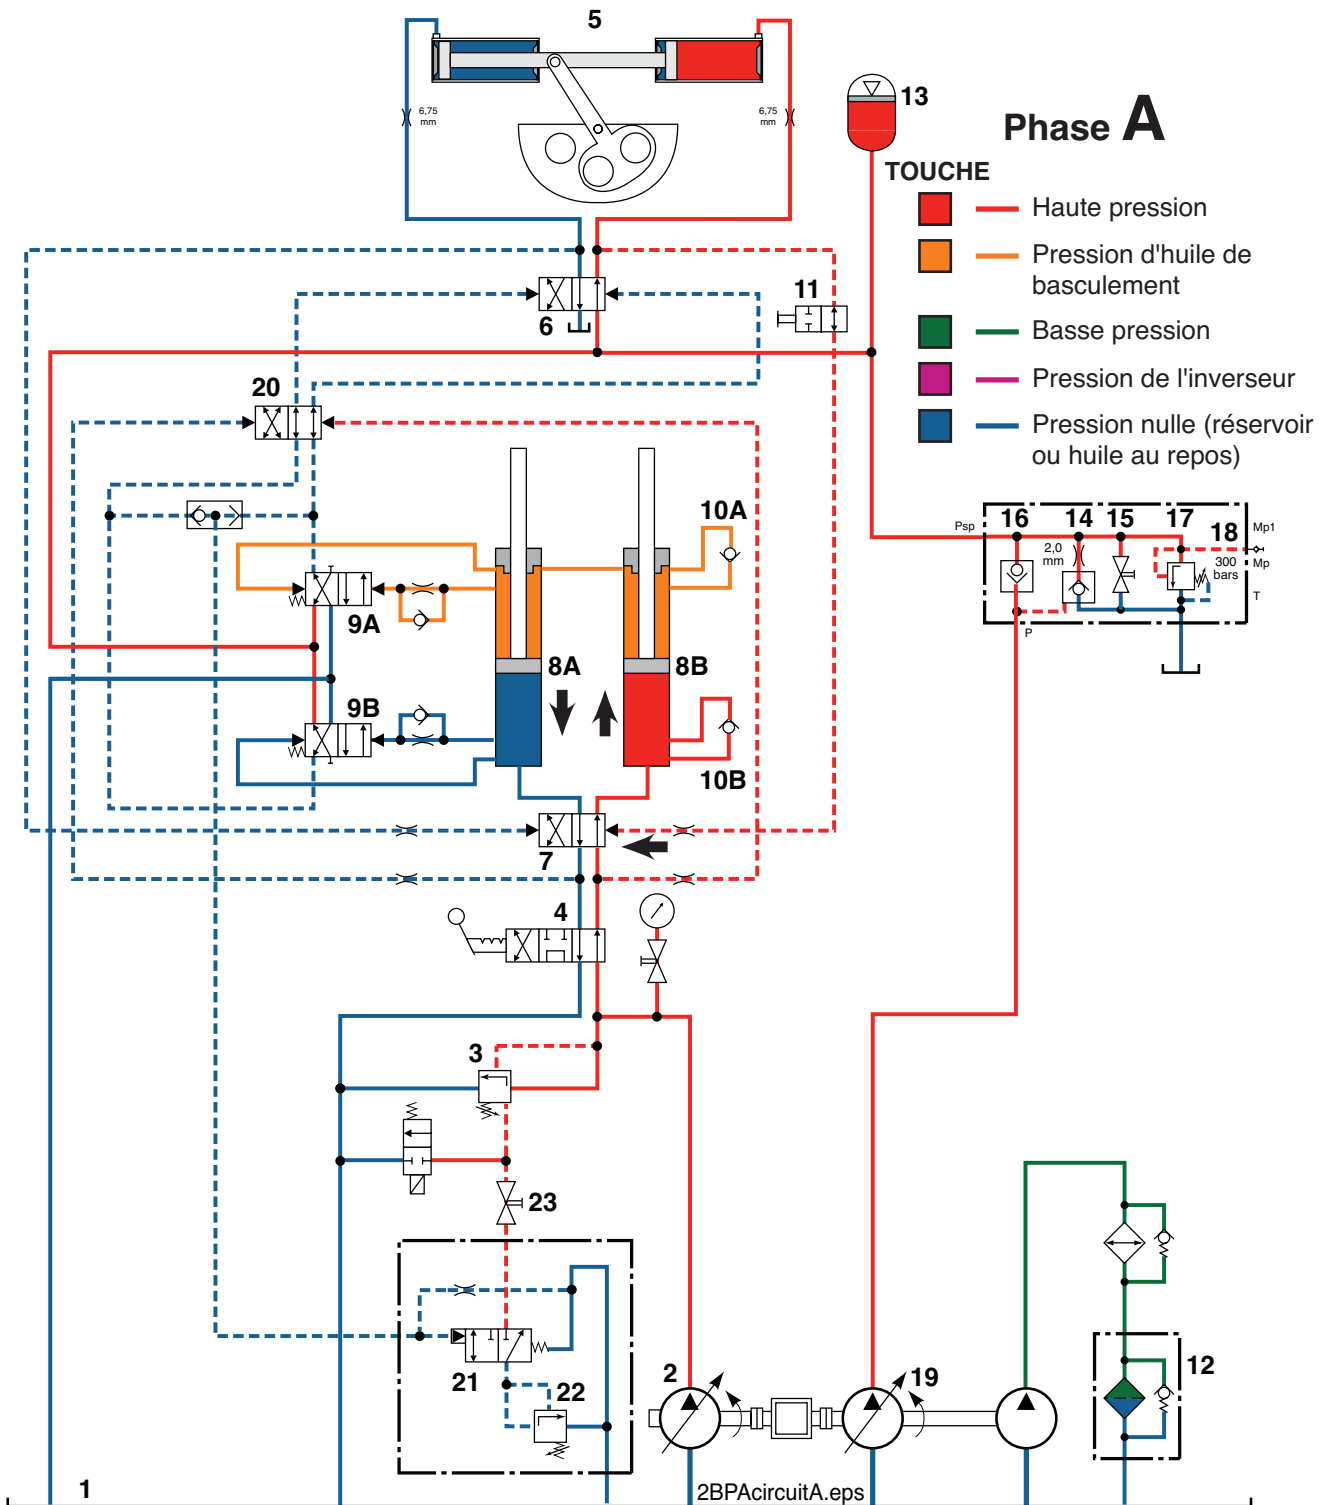 5
6,75
mm
6,75
mm
13
Phase A
TOUCHE
Haute pression
Pression d'huile de
basculement
Basse pression
Pression de l'inverseur
Pression nulle (réservoir
ou huile au repos)
11
6
20
10A
Psp
16
14
15
17
18
Mp1
2,0
mm
300
bars
Mp
T
P
9A
8A
8B
9B
10B
7
4
3
23
21
22
2
19
12
1
2BPAcircuitA.eps